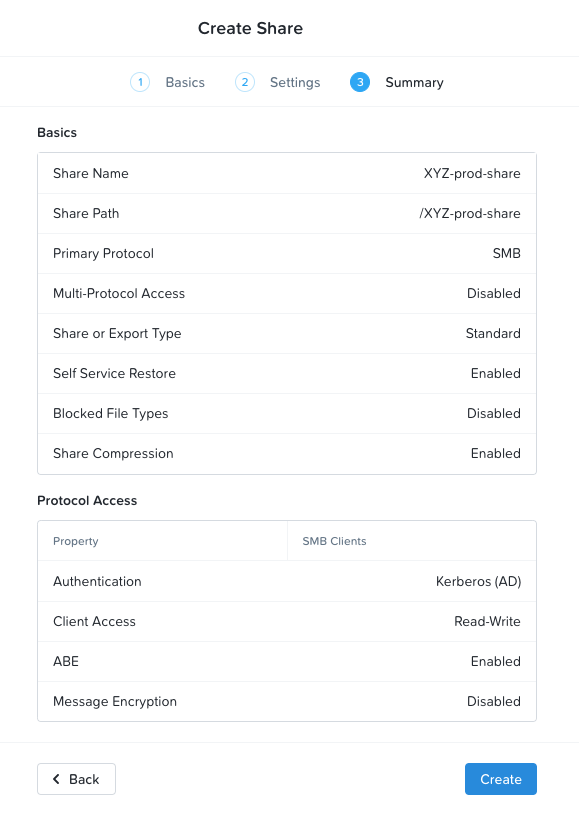 Create Share
1 Basics 2 Settings 3 Summary
Basics
Share Name XYZ-prod-share
Share Path /XYZ-prod-share
Primary Protocol SMB
Multi-Protocol Access Disabled
Share or Export Type Standard
Self Service Restore Enabled
Blocked File Types Disabled
Share Compression Enabled
Protocol Access
Property SMB Clients
Authentication Kerberos (AD)
Client Access Read-Write
ABE Enabled
Message Encryption Disabled
Back Create